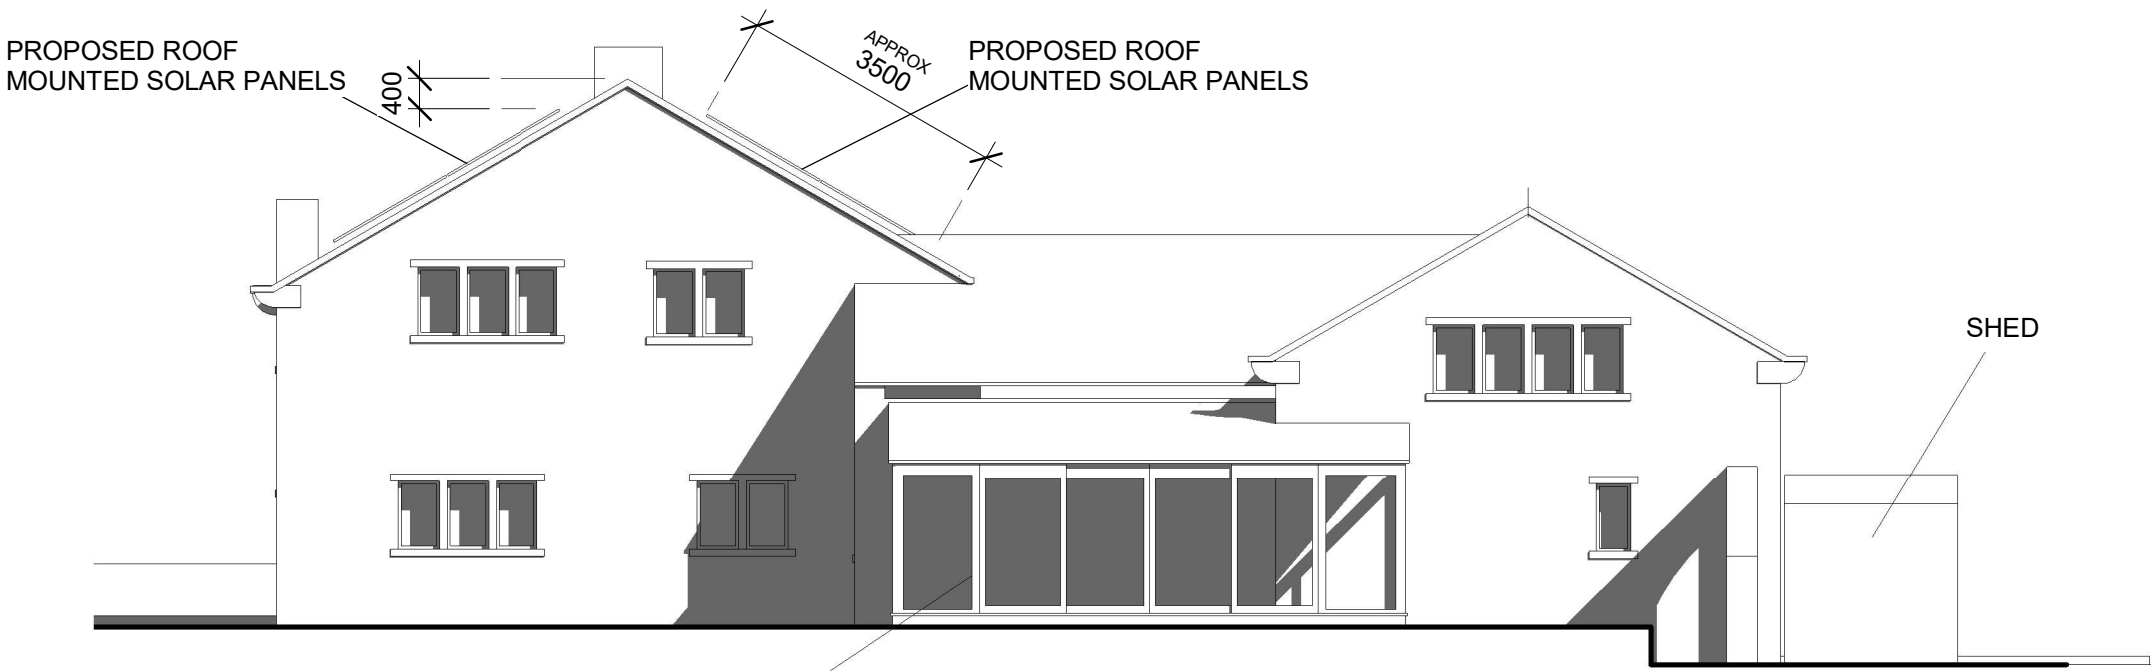 PROPOSED ROOF
MOUNTED SOLAR PANELS
400
APPROX
3500
PROPOSED ROOF
MOUNTED SOLAR PANELS
SHED